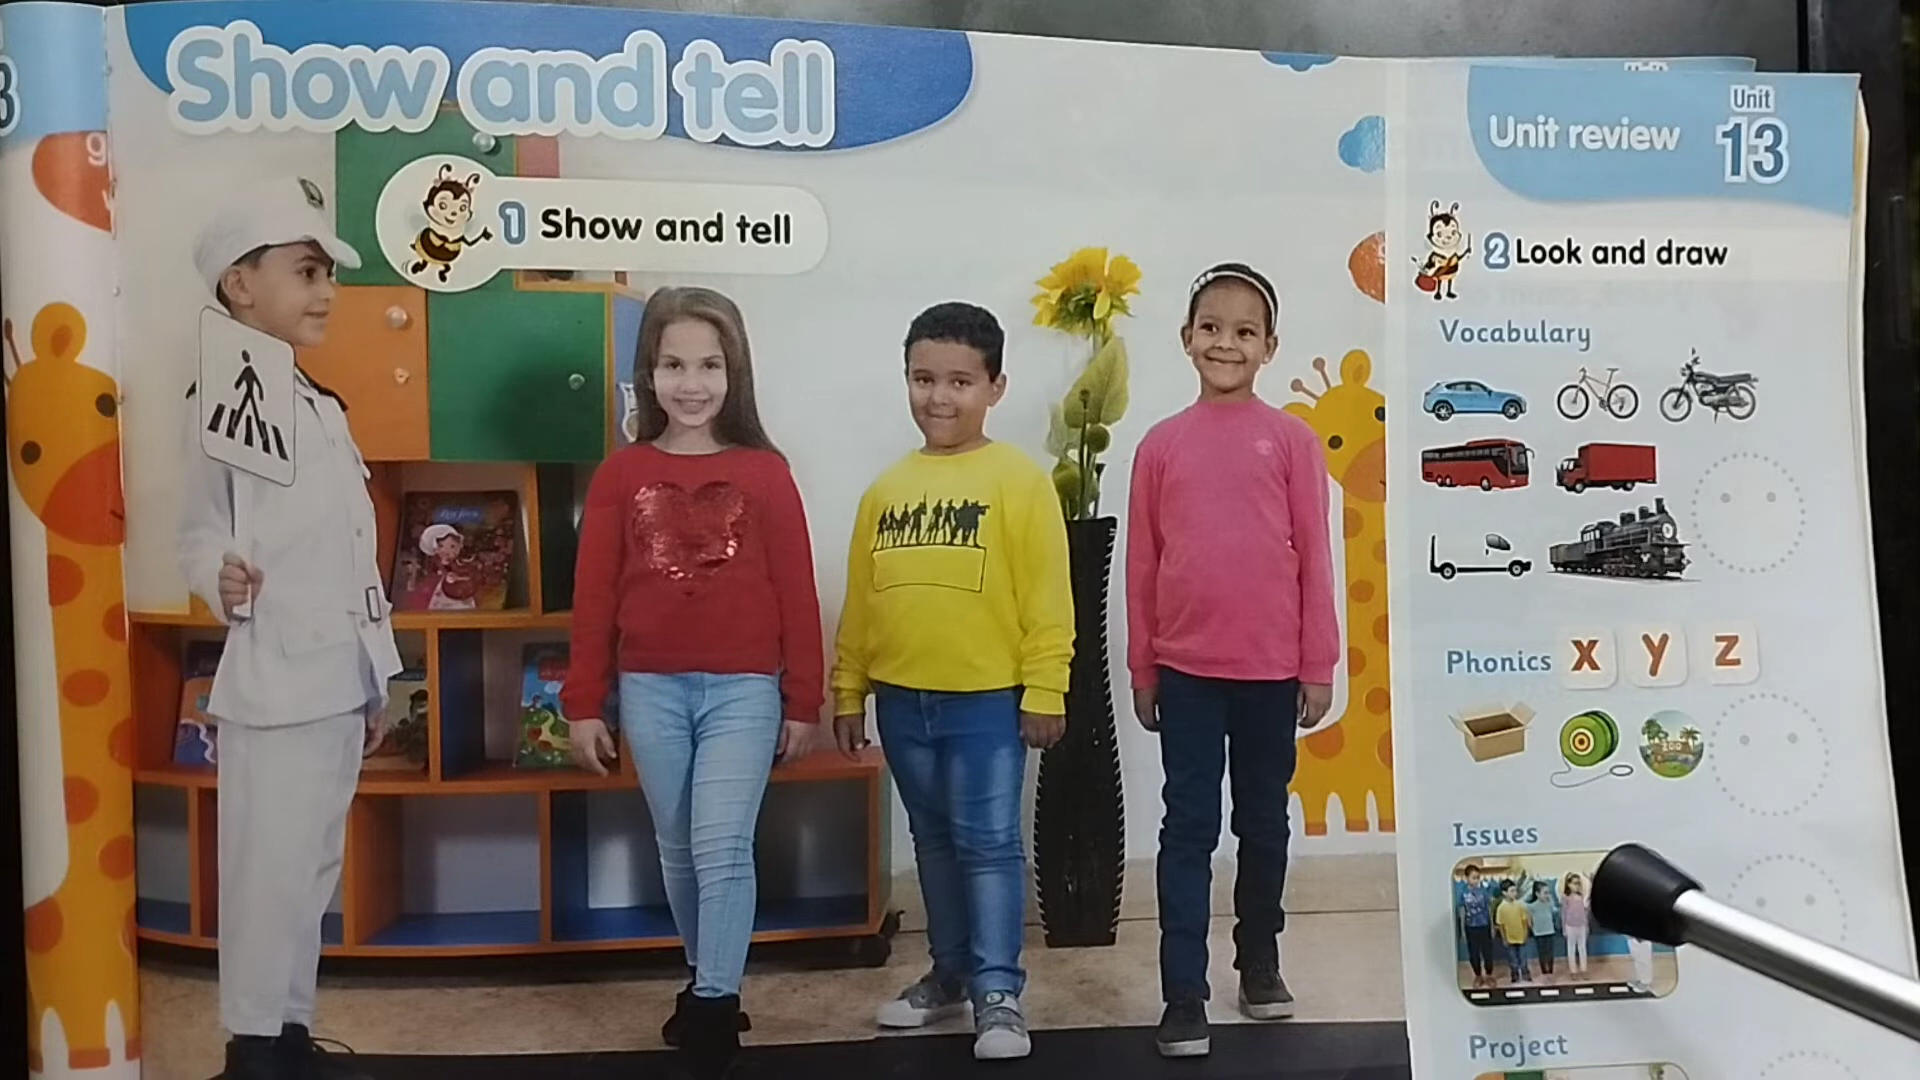 Show and tell
1 Show and tell
Unit review
Unit
13
2 Look and draw
Vocabulary
Phonics x y z
ZOO
Issues
Project